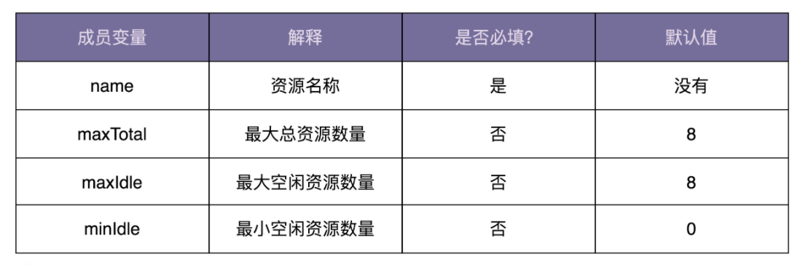 成员变量 解释 是否必填? 默认值
name 资源名称 是 没有
maxTotal 最大总资源数量 否 8
maxIdle 最大空闲资源数量 否 8
minIdle 最小空闲资源数量 否 0